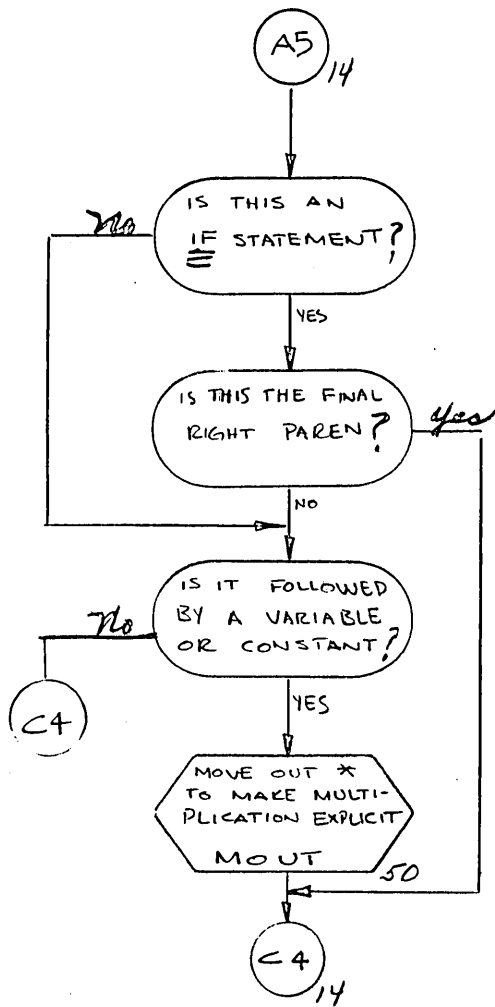 A5
14
IS THIS AN
IF STATEMENT?
No
YES
IS THIS THE FINAL
RIGHT PAREN?
yes
NO
IS IT FOLLOWED
BY A VARIABLE
OR CONSTANT?
No
C4
YES
MOVE OUT *
TO MAKE MULTI-
PLICATION EXPLICIT
MOUT
50
C4
14